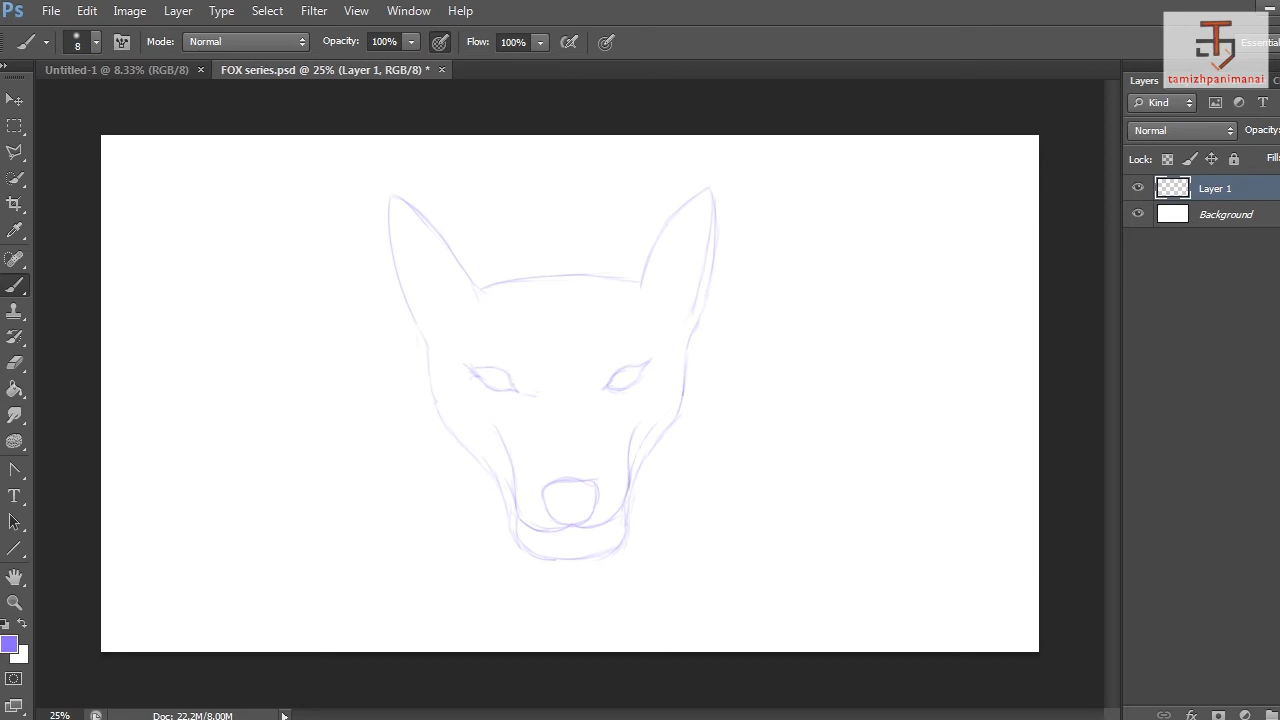 Ps File Edit Image Layer Type Select Filter View Window Help
8 Mode: Normal Opacity: 100% Flow: 100%
Untitled-1 @ 8.33% (RGB/8) × FOX series.psd @ 25% (Layer 1, RGB/8) * ×
tamizhpanimanai
Layers
Kind
Normal Opacity:
Lock: Fill:
Layer 1
Background
25% Doc: 22.2M/8.00M